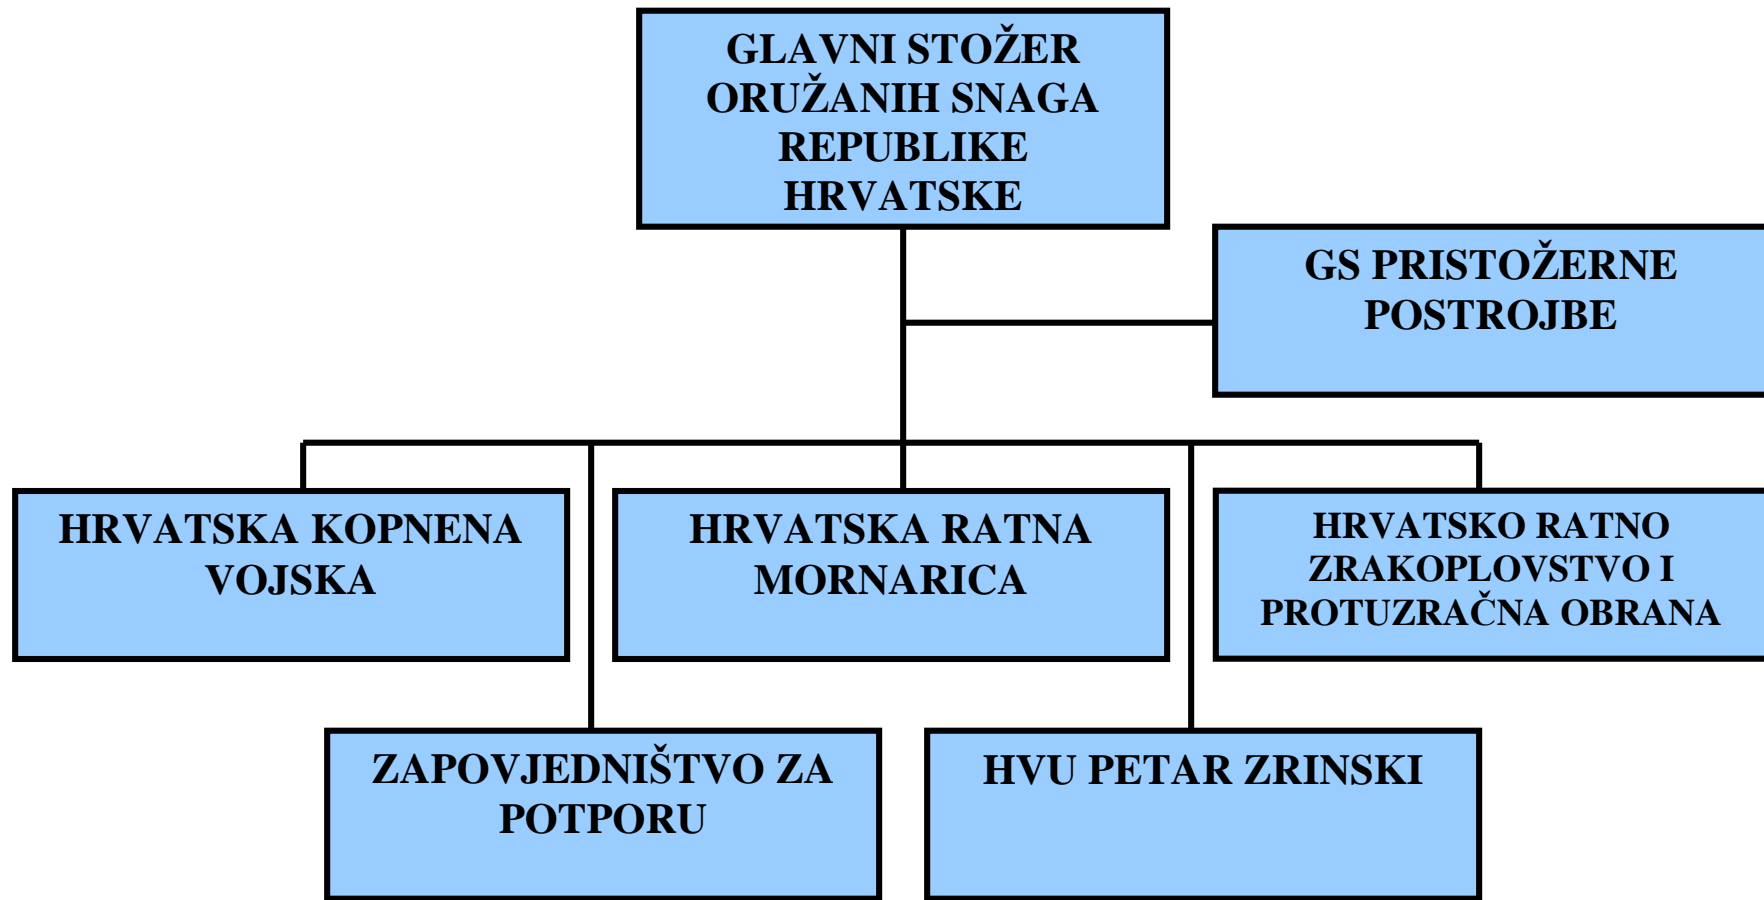 GLAVNI STOŽER
ORUŽANIH SNAGA
REPUBLIKE
HRVATSKE
GS PRISTOŽERNE
POSTROJBE
HRVATSKA KOPNENA
VOJSKA
HRVATSKA RATNA
MORNARICA
HRVATSKO RATNO
ZRAKOPLOVSTVO I
PROTUZRAČNA OBRANA
ZAPOVJEDNIŠTVO ZA
POTPORU
HVU PETAR ZRINSKI